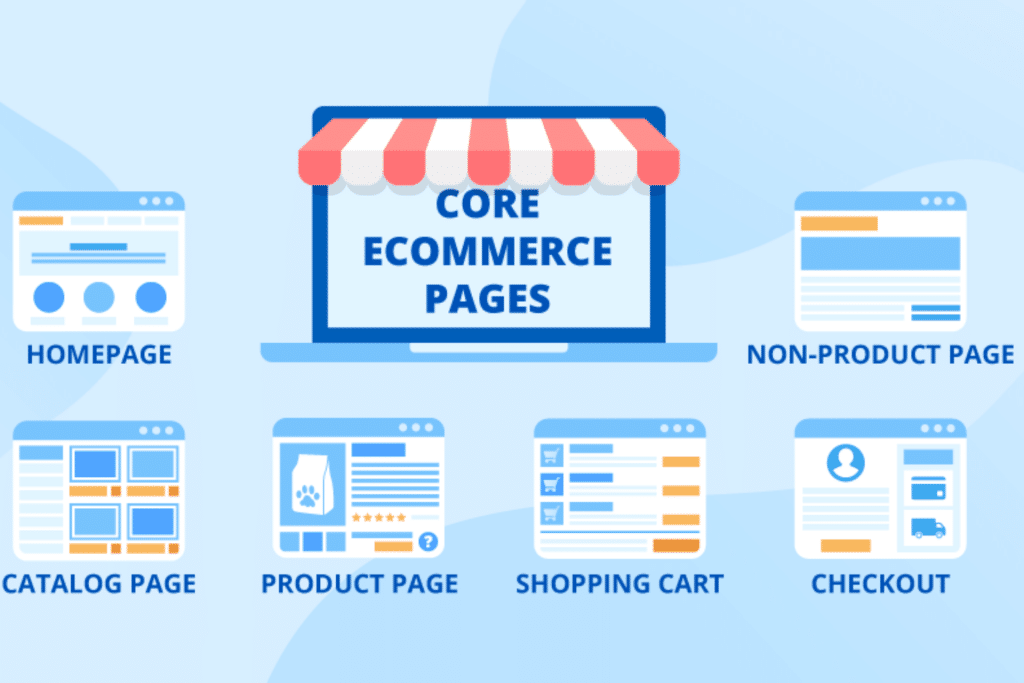 CORE
ECOMMERCE
PAGES
HOMEPAGE
NON-PRODUCT PAGE
CATALOG PAGE
PRODUCT PAGE
SHOPPING CART
CHECKOUT
?